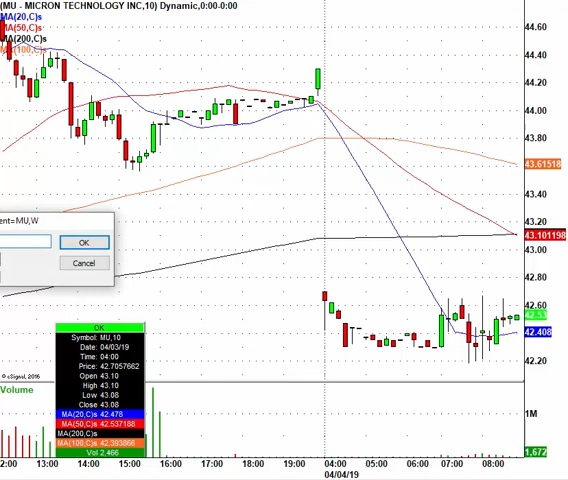 (MU - MICRON TECHNOLOGY INC,10) Dynamic,0:00-0:00
MA(20,C)s
MA(50,C)s
MA(200,C)s
MA(100,C)s
44.60
44.40
44.20
44.00
43.80
43.61518
43.40
43.20
43.101198
43.00
42.80
42.60
42.53
42.408
42.20
ent=MU,W
OK
Cancel
OK
Symbol: MU,10
Date: 04/03/19
Time: 04:00
Price: 42.7057662
Open 43.10
High 43.10
Low 43.08
Close 43.08
MA(20,C)s 42.478
MA(50,C)s 42.537188
MA(200,C)s
MA(100,C)s 42.393866
Vol 2,466
© eSignal, 2016
Volume
1M
1,672
2:00 13:00 14:00 15:00 16:00 17:00 18:00 19:00 04:00 05:00 06:00 07:00 08:00
04/04/19